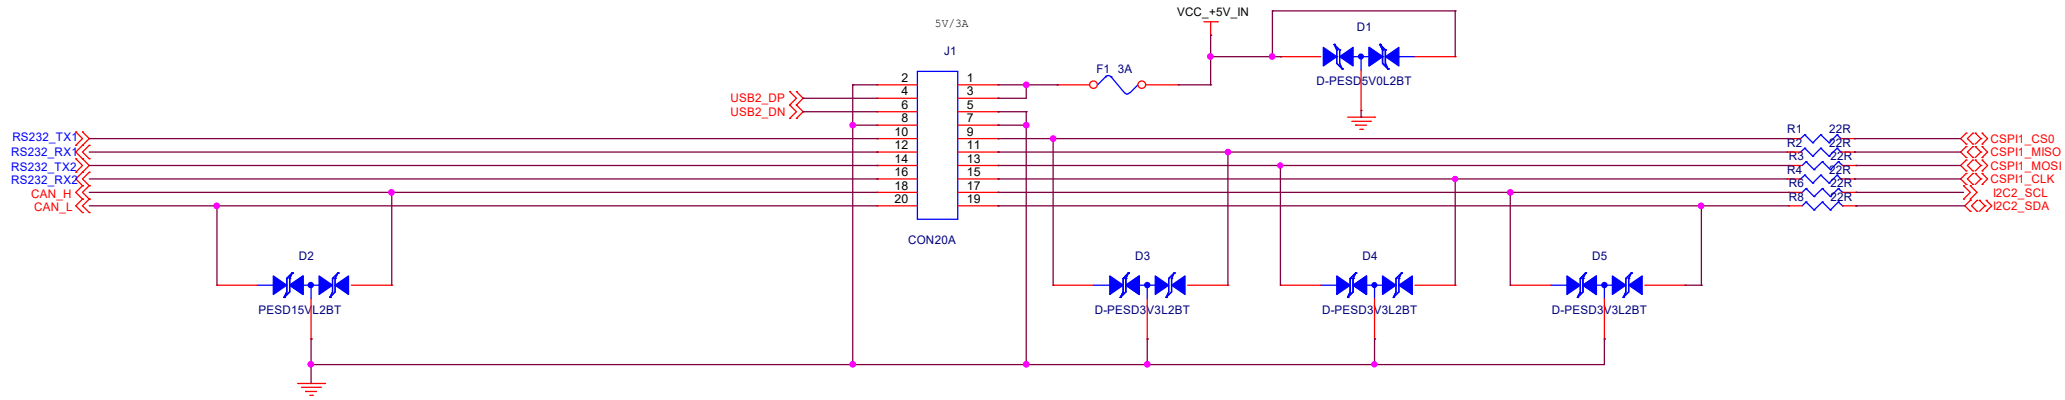 VCC_+5V_IN
5V/3A
D1
J1
F1 3A
D-PESD5V0L2BT
2 1
4 3
6 5
8 7
10 9
12 11
14 13
16 15
18 17
20 19
USB2_DP
USB2_DN
RS232_TX1
RS232_RX1
RS232_TX2
RS232_RX2
CAN_H
CAN_L
R1 22R CSPI1_CS0
R2 22R CSPI1_MISO
R3 22R CSPI1_MOSI
R4 22R CSPI1_CLK
R6 22R I2C2_SCL
R8 22R I2C2_SDA
CON20A
D2
PESD15VL2BT
D3
D-PESD3V3L2BT
D4
D-PESD3V3L2BT
D5
D-PESD3V3L2BT